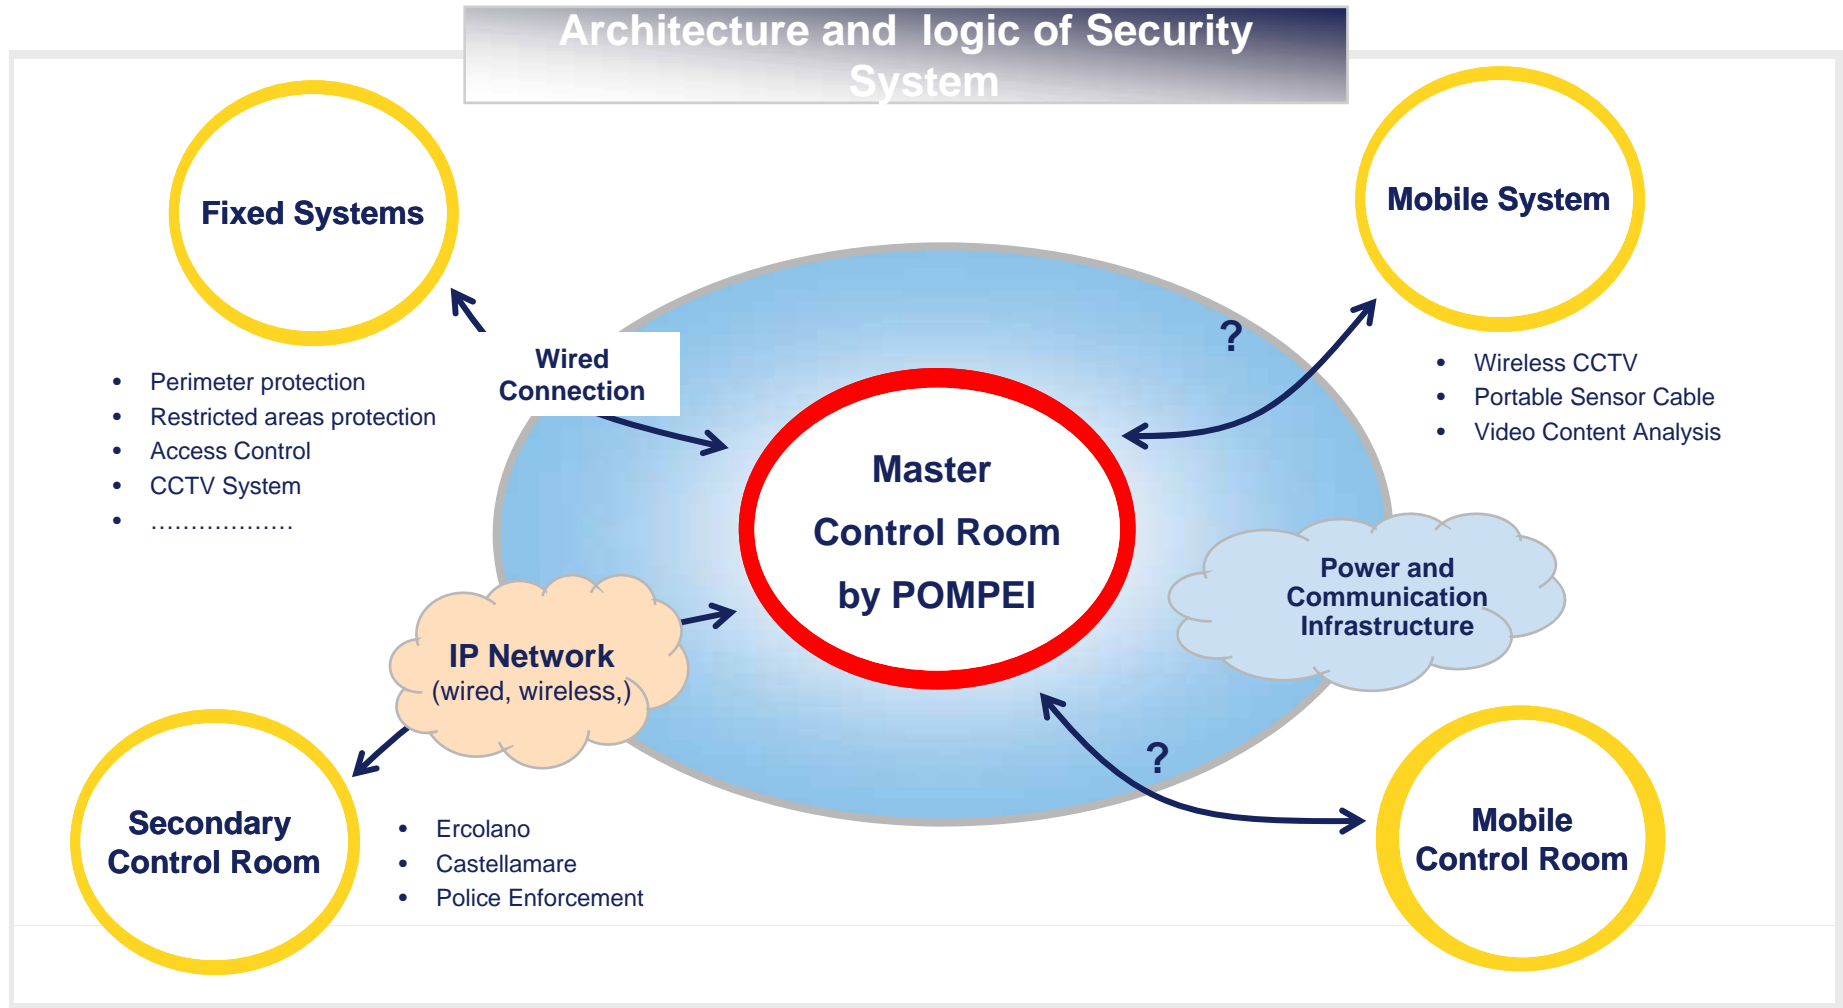 Architecture and  logic of Security
System
Fixed Systems
Mobile System
Wired
Connection
?
• Perimeter protection
• Restricted areas protection
• Access Control
• CCTV System
• ………………
• Wireless CCTV
• Portable Sensor Cable
• Video Content Analysis
Master
Control Room
by POMPEI
Power and
Communication
Infrastructure
IP Network
(wired, wireless,)
?
Secondary
Control Room
• Ercolano
• Castellamare
• Police Enforcement
Mobile
Control Room